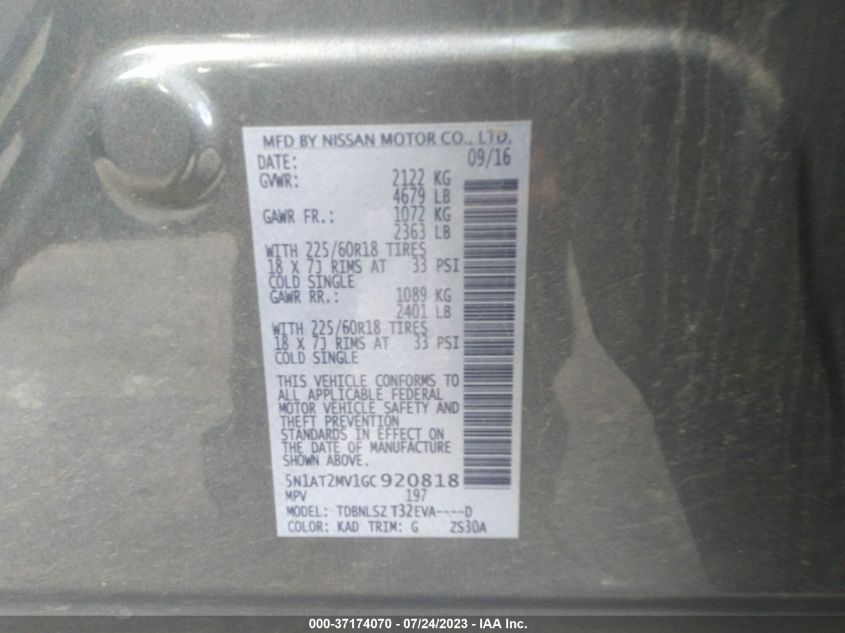 MFD BY NISSAN MOTOR CO., LTD.
DATE: 09/16
GVWR: 2122 KG
4679 LB
GAWR FR.: 1072 KG
2363 LB
WITH 225/60R18 TIRES
18 X 7J RIMS AT 33 PSI
COLD SINGLE
GAWR RR.: 1089 KG
2401 LB
WITH 225/60R18 TIRES
18 X 7J RIMS AT 33 PSI
COLD SINGLE
THIS VEHICLE CONFORMS TO
ALL APPLICABLE FEDERAL
MOTOR VEHICLE SAFETY AND
THEFT PREVENTION
STANDARDS IN EFFECT ON
THE DATE OF MANUFACTURE
SHOWN ABOVE.
5N1AT2MV1GC920818
MPV 197
MODEL: TDBNLSZ T32EVA----D
COLOR: KAD TRIM: G ZS30A
000-37174070 - 07/24/2023 - IAA Inc.